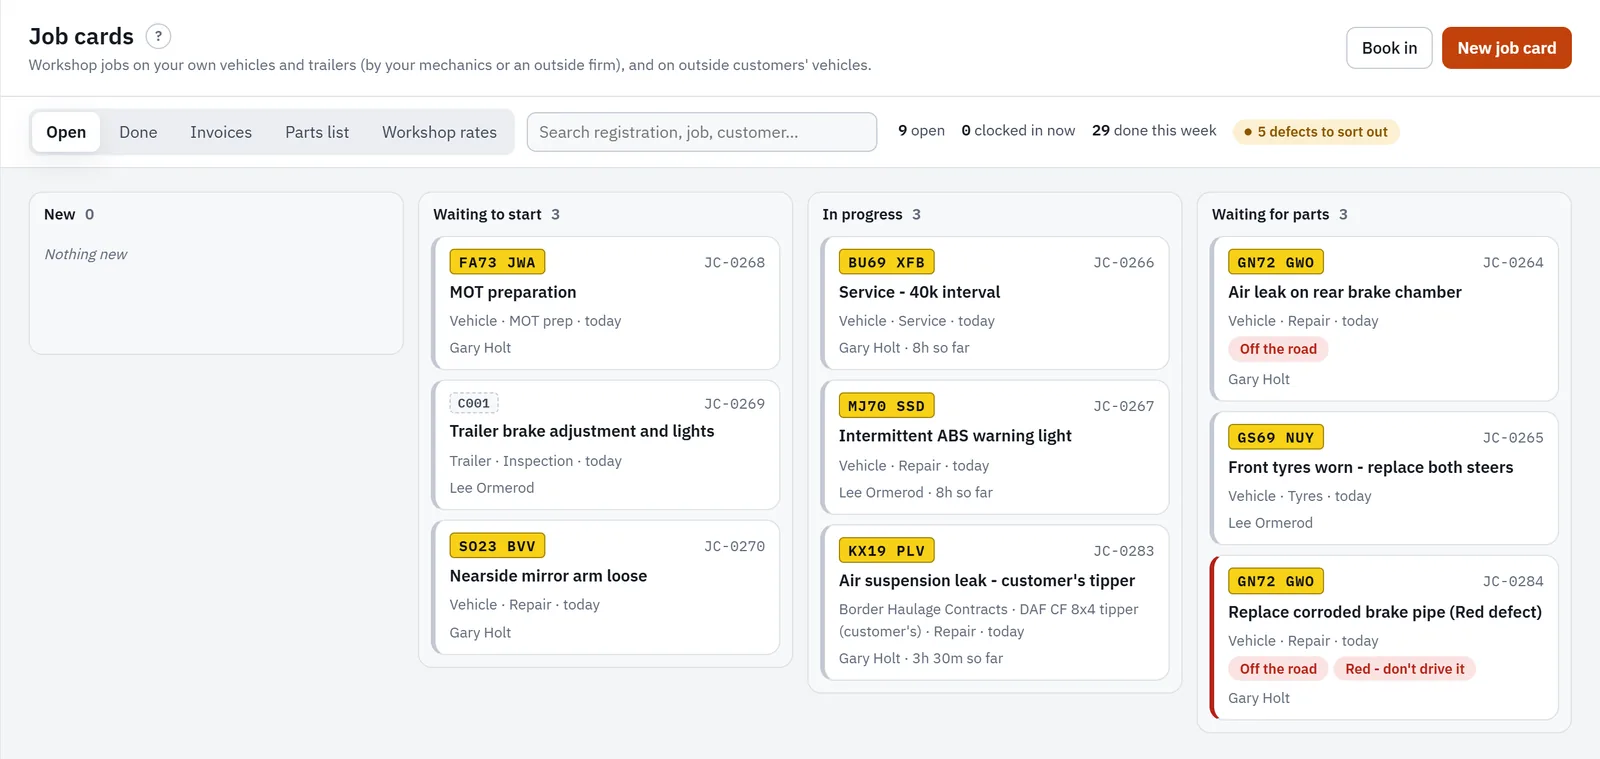 Job cards ?
Workshop jobs on your own vehicles and trailers (by your mechanics or an outside firm), and on outside customers' vehicles.
Book in
New job card
Open Done Invoices Parts list Workshop rates
Search registration, job, customer...
9 open 0 clocked in now 29 done this week
5 defects to sort out
New 0
Nothing new
Waiting to start 3
FA73 JWA JC-0268
MOT preparation
Vehicle · MOT prep · today
Gary Holt
C001 JC-0269
Trailer brake adjustment and lights
Trailer · Inspection · today
Lee Ormerod
SO23 BVV JC-0270
Nearside mirror arm loose
Vehicle · Repair · today
Gary Holt
In progress 3
BU69 XFB JC-0266
Service - 40k interval
Vehicle · Service · today
Gary Holt · 8h so far
MJ70 SSD JC-0267
Intermittent ABS warning light
Vehicle · Repair · today
Lee Ormerod · 8h so far
KX19 PLV JC-0283
Air suspension leak - customer's tipper
Border Haulage Contracts · DAF CF 8x4 tipper
(customer's) · Repair · today
Gary Holt · 3h 30m so far
Waiting for parts 3
GN72 GWO JC-0264
Air leak on rear brake chamber
Vehicle · Repair · today
Off the road
Gary Holt
GS69 NUY JC-0265
Front tyres worn - replace both steers
Vehicle · Tyres · today
Lee Ormerod
GN72 GWO JC-0284
Replace corroded brake pipe (Red defect)
Vehicle · Repair · today
Off the road Red - don't drive it
Gary Holt